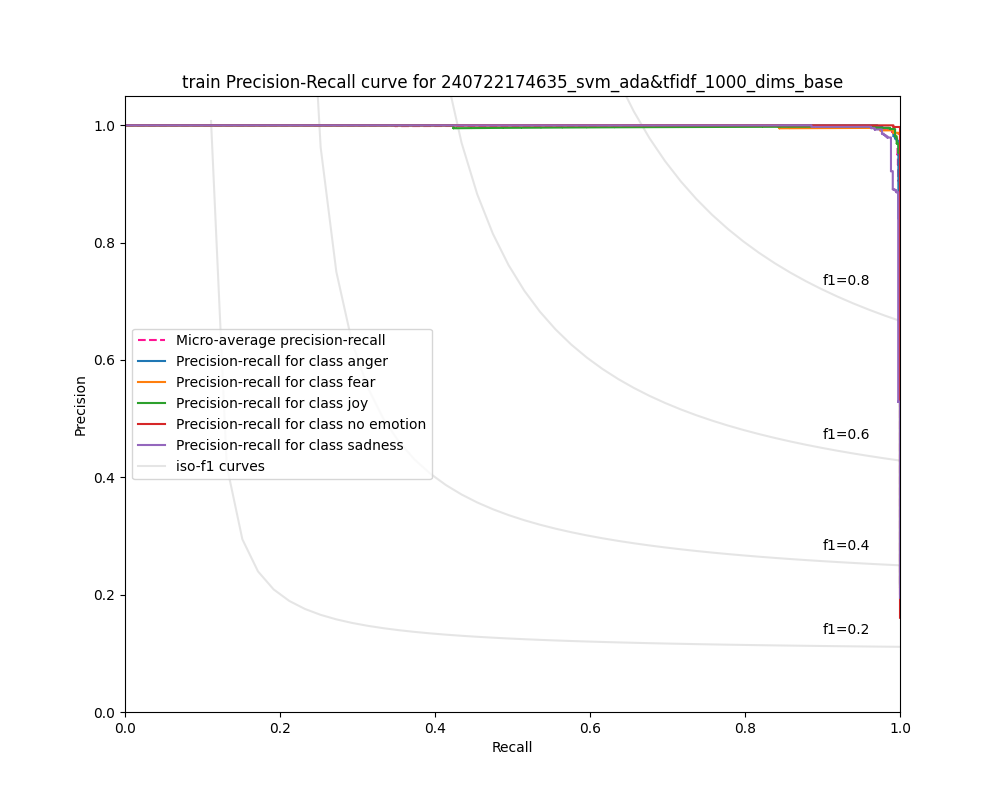 train Precision-Recall curve for 240722174635_svm_ada&tfidf_1000_dims_base
1.0
0.8
0.6
0.4
0.2
0.0
Precision
f1=0.8
f1=0.6
f1=0.4
f1=0.2
Micro-average precision-recall
Precision-recall for class anger
Precision-recall for class fear
Precision-recall for class joy
Precision-recall for class no emotion
Precision-recall for class sadness
iso-f1 curves
0.0 0.2 0.4 0.6 0.8 1.0
Recall